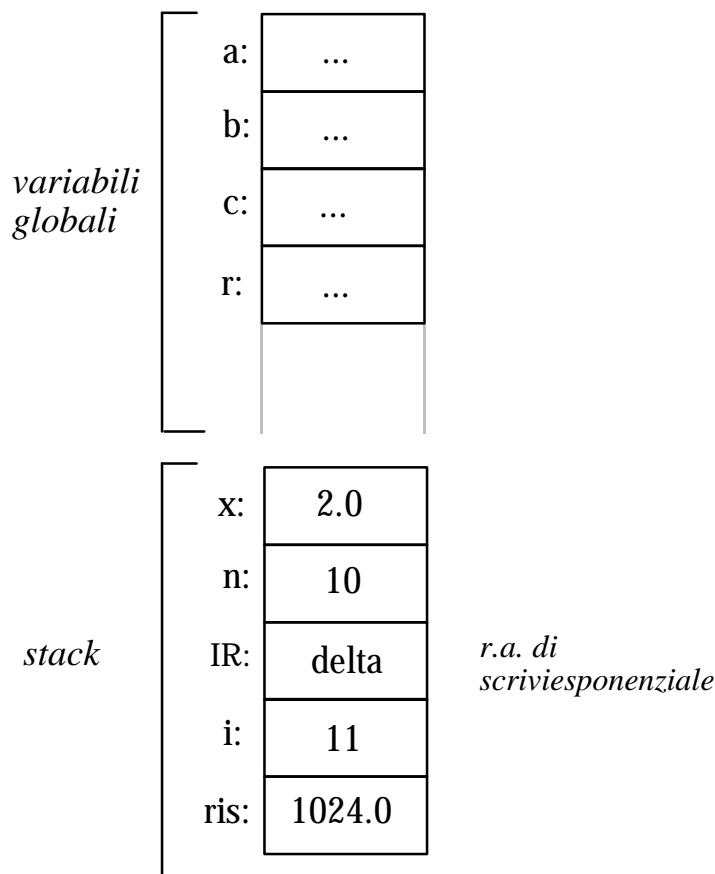 a: ...
b: ...
variabili
globali
c: ...
r: ...
x: 2.0
n: 10
stack
IR: delta
r.a. di
scriviesponenziale
i: 11
ris: 1024.0